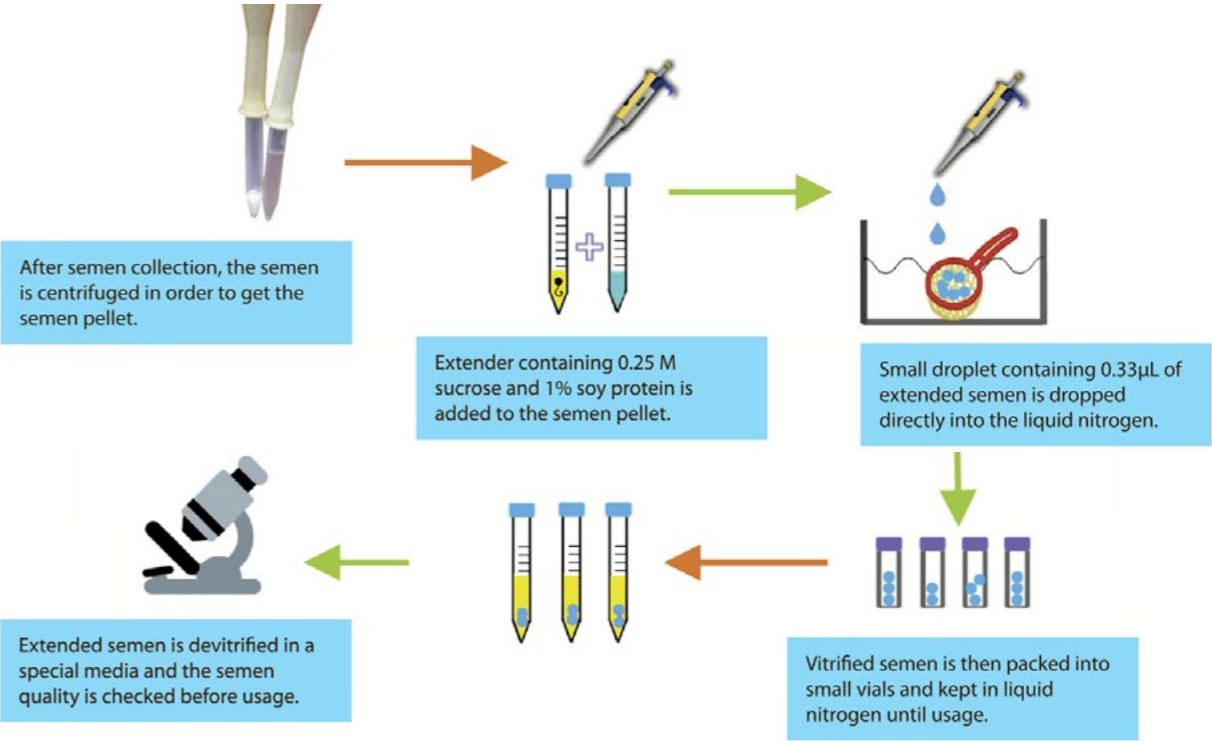 After semen collection, the semen
is centrifuged in order to get the
semen pellet.
Extender containing 0.25 M
sucrose and 1% soy protein is
added to the semen pellet.
Small droplet containing 0.33µL of
extended semen is dropped
directly into the liquid nitrogen.
Vitrified semen is then packed into
small vials and kept in liquid
nitrogen until usage.
Extended semen is devitrified in a
special media and the semen
quality is checked before usage.